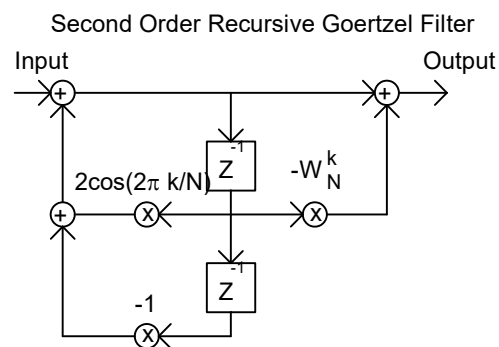 Second Order Recursive Goertzel Filter
Input
Output
+
+
Z-1
2cos(2π k/N)
-W k N
+
X
X
Z-1
-1
X